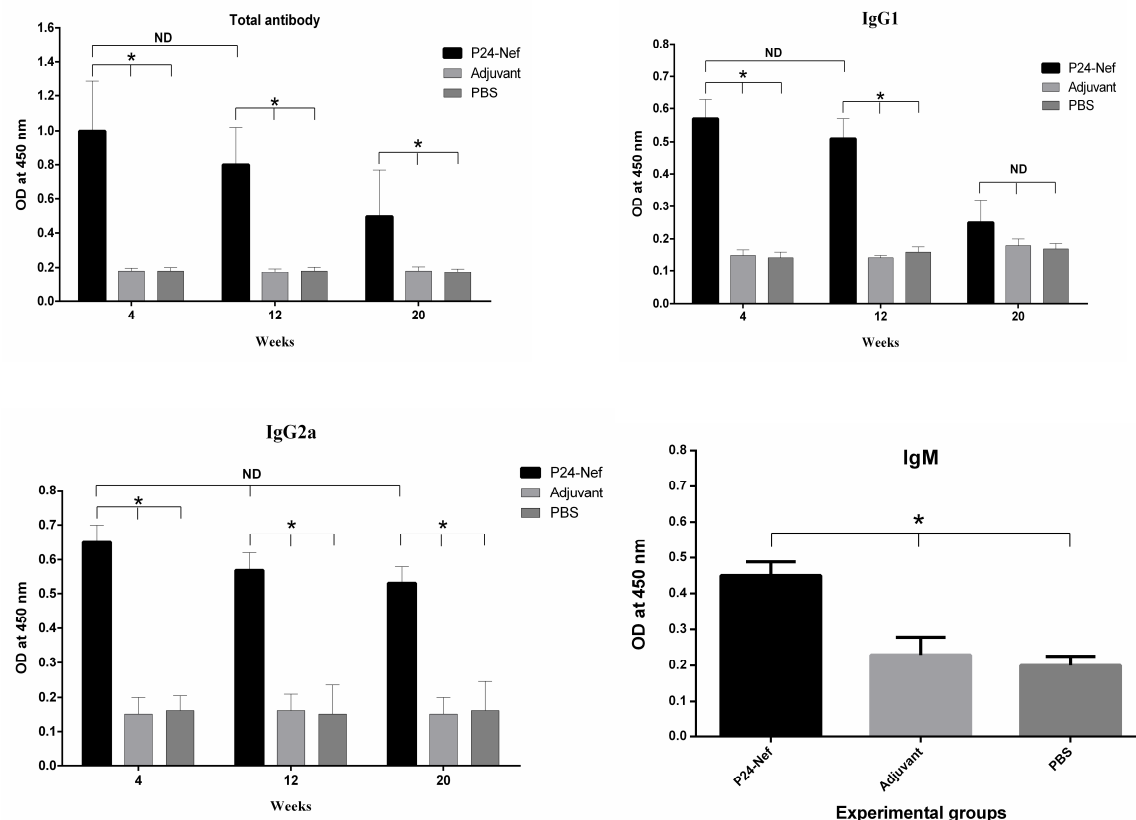 Total antibody
1.6
1.4
1.2
1.0
0.8
0.6
0.4
0.2
0.0
OD at 450 nm
ND
*
*
*
P24-Nef
Adjuvant
PBS
4 12 20
Weeks
IgG1
0.8
0.7
0.6
0.5
0.4
0.3
0.2
0.1
0.0
OD at 450 nm
ND
*
*
ND
P24-Nef
Adjuvant
PBS
4 12 20
Weeks
IgG2a
0.8
0.7
0.6
0.5
0.4
0.3
0.2
0.1
0.0
OD at 450 nm
ND
*
*
*
P24-Nef
Adjuvant
PBS
4 12 20
Weeks
IgM
0.8
0.7
0.6
0.5
0.4
0.3
0.2
0.1
0.0
OD at 450 nm
*
P24-Nef
Adjuvant
PBS
Experimental groups